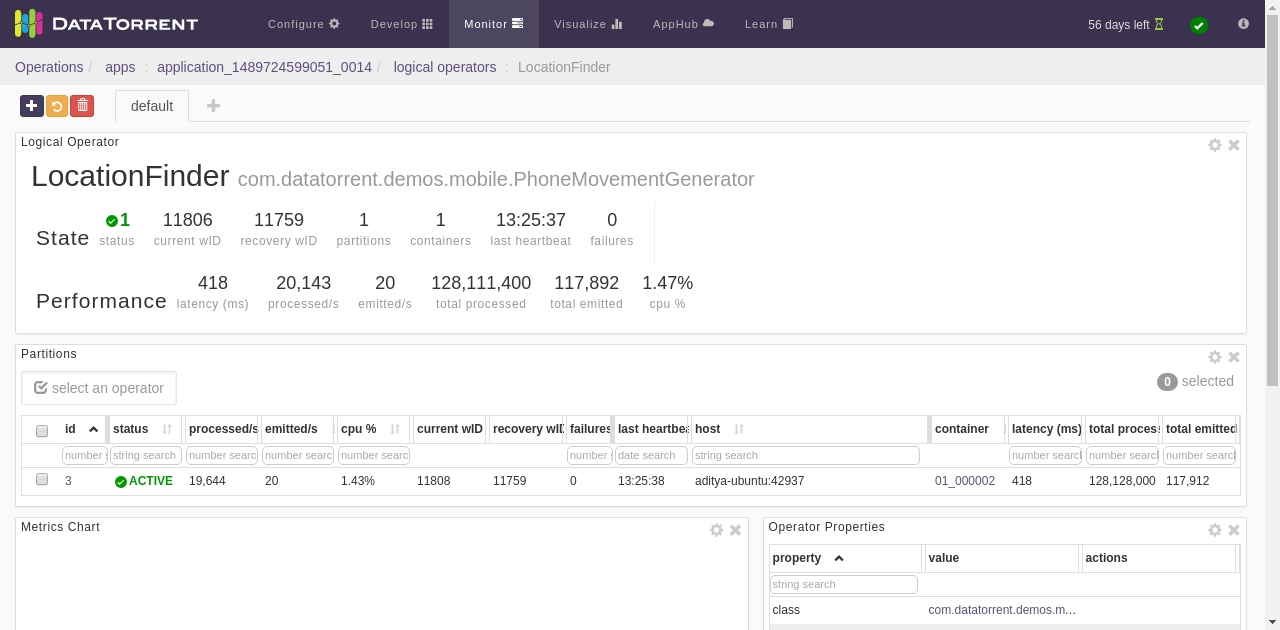 DATATORRENT Configure Develop Monitor Visualize AppHub Learn 56 days left
Operations / apps : application_1489724599051_0014 / logical operators : LocationFinder
default
Logical Operator
LocationFinder com.datatorrent.demos.mobile.PhoneMovementGenerator
State 1 11806 11759 1 1 13:25:37 0
status current wID recovery wID partitions containers last heartbeat failures
Performance 418 20,143 20 128,111,400 117,892 1.47%
latency (ms) processed/s emitted/s total processed total emitted cpu %
Partitions
select an operator 0 selected
id status processed/s emitted/s cpu % current wID recovery wID failures last heartbea host container latency (ms) total proces total emitted
number string search number searc number searc number searc number date search string search number search number search number search
3 ACTIVE 19,644 20 1.43% 11808 11759 0 13:25:38 aditya-ubuntu:42937 01_000002 418 128,128,000 117,912
Metrics Chart Operator Properties
property value actions
string search
class com.datatorrent.demos.m...